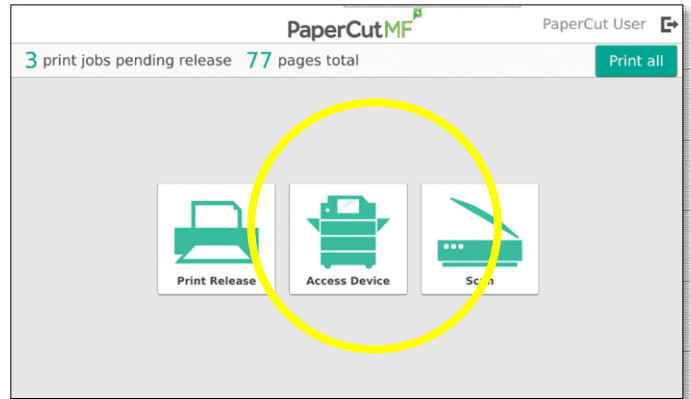 PaperCutMF
PaperCut User
3 print jobs pending release 77 pages total
Print all
Print Release
Access Device
Scan